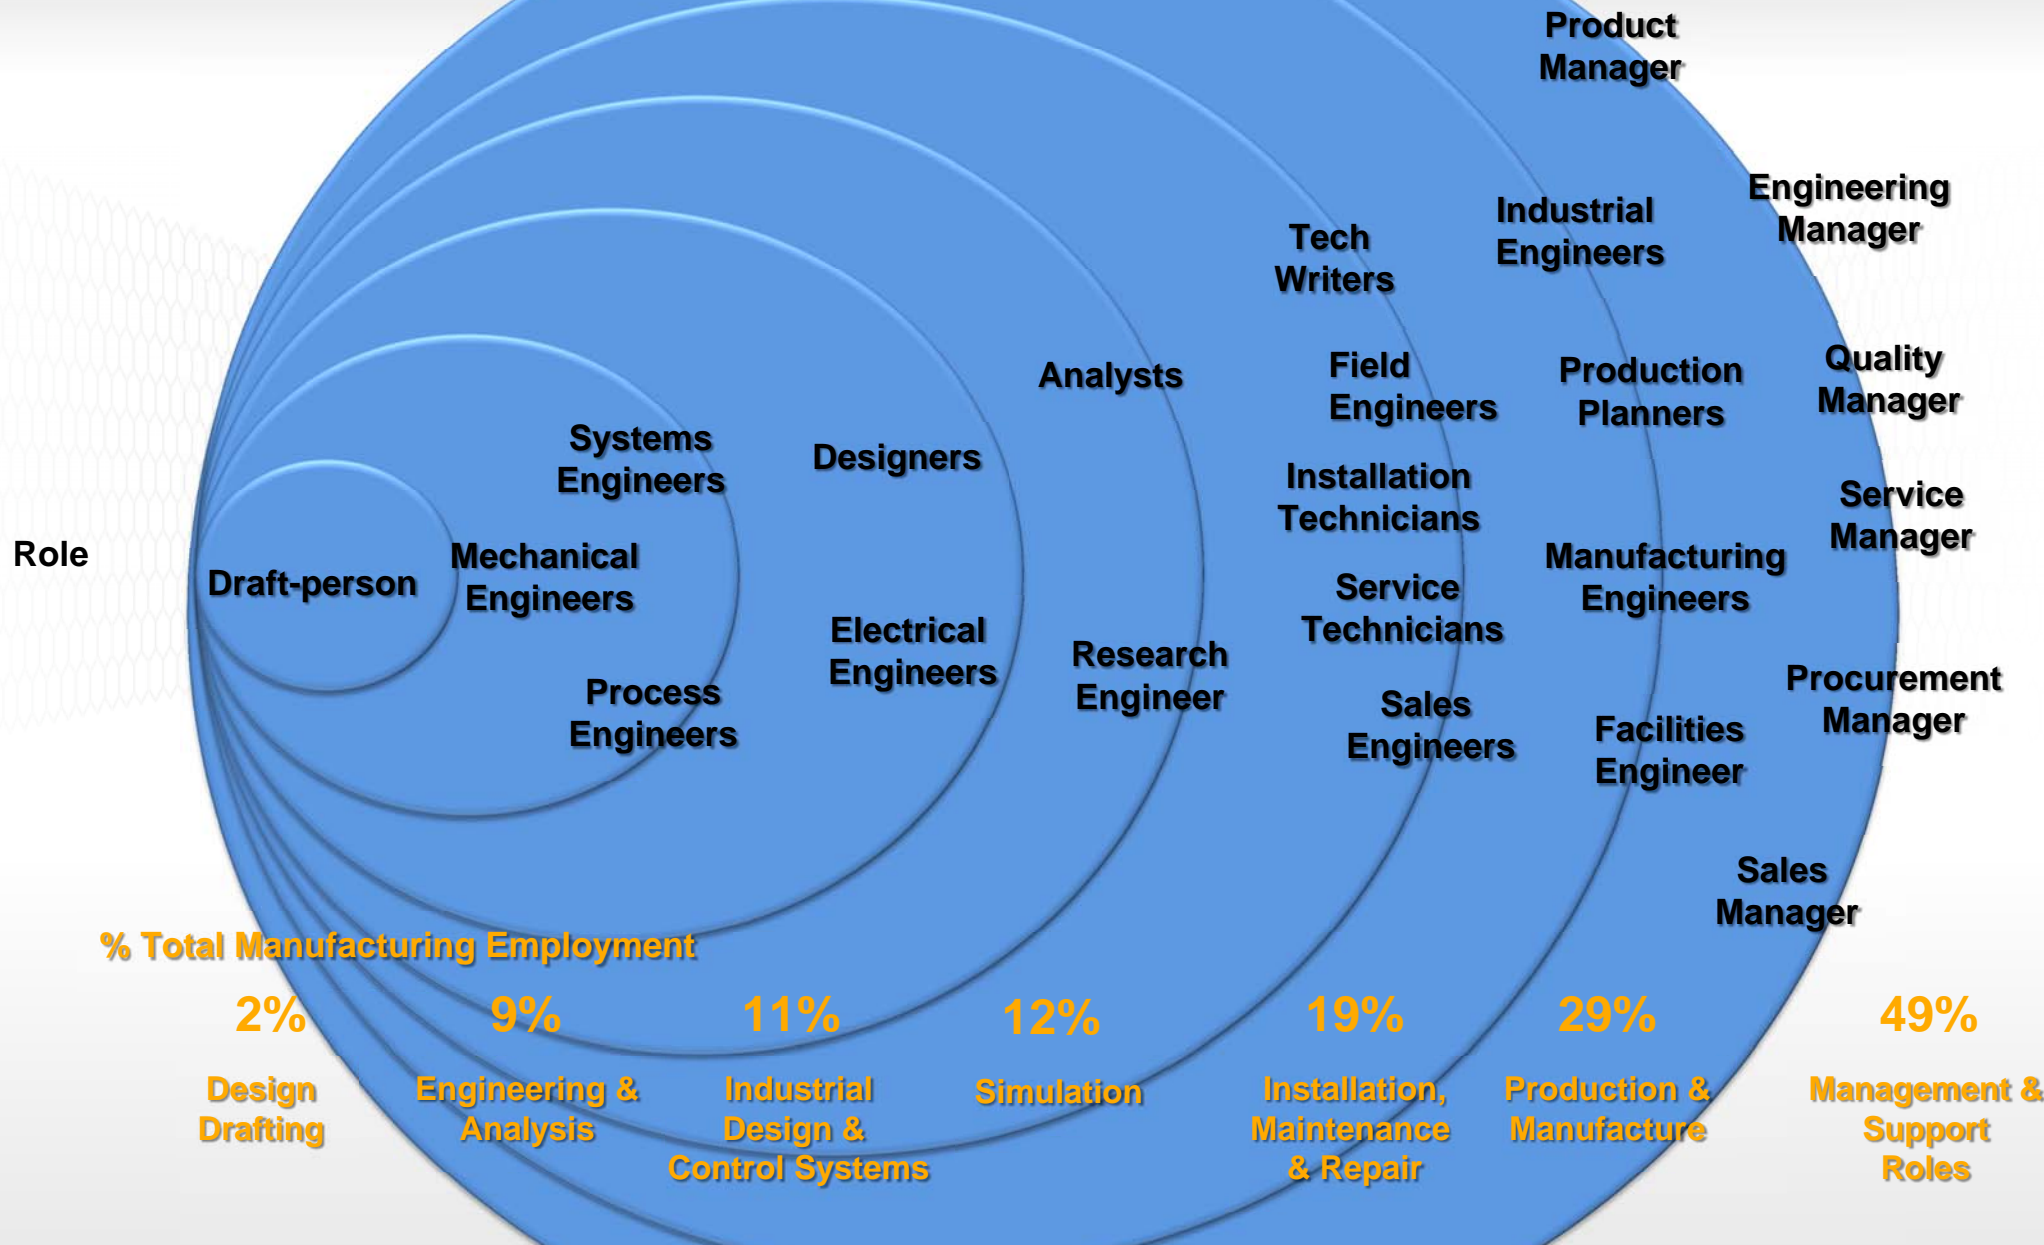 Product
Manager
Engineering
Manager
Industrial
Engineers
Tech
Writers
Quality
Manager
Field
Engineers
Production
Planners
Analysts
Systems
Engineers
Designers
Installation
Technicians
Service
Manager
Role
Draft-person
Mechanical
Engineers
Manufacturing
Engineers
Service
Technicians
Electrical
Engineers
Research
Engineer
Process
Engineers
Procurement
Manager
Sales
Engineers
Facilities
Engineer
Sales
Manager
% Total Manufacturing Employment
2%
9%
11%
12%
19%
29%
49%
Design
Drafting
Engineering &
Analysis
Industrial
Design &
Control Systems
Simulation
Installation,
Maintenance
& Repair
Production &
Manufacture
Management &
Support
Roles